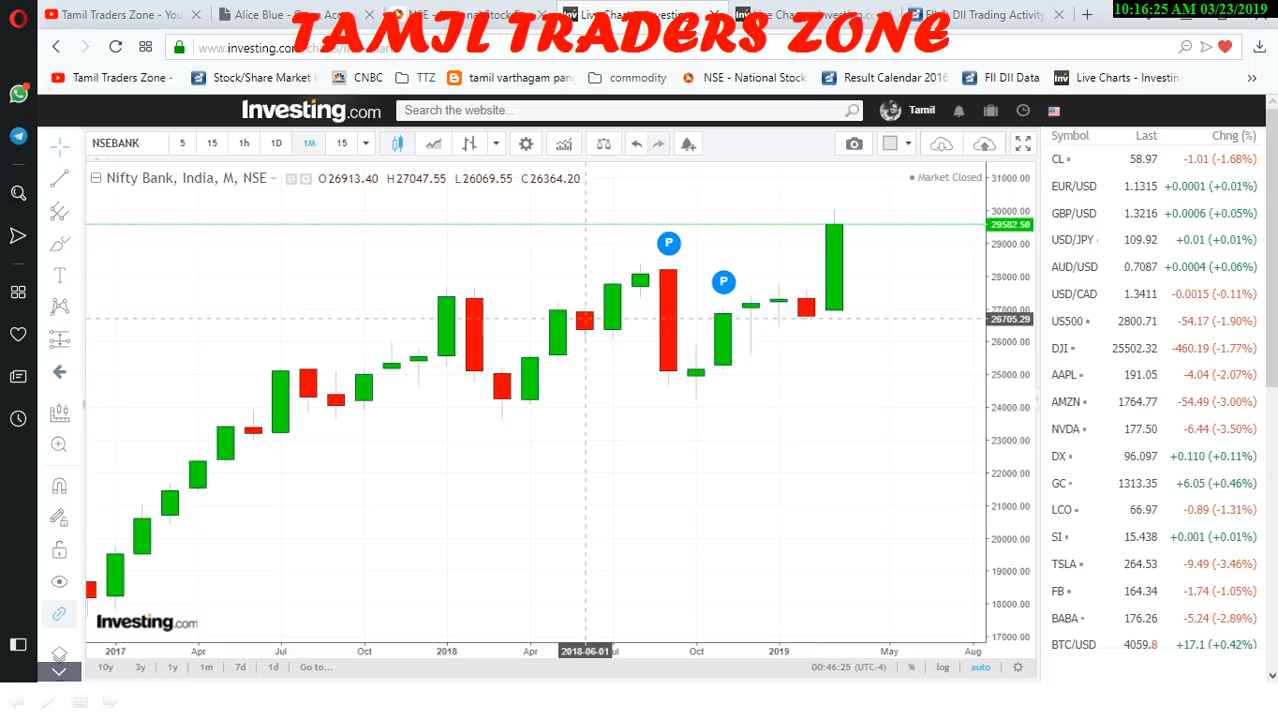 10:16:25 AM 03/23/2019
Tamil Traders Zone - You
Alice Blue -
NSE - National Stock
Live Charts
Live Charts Investing.com
FII DII Trading Activity
TAMIL TRADERS ZONE
www.investing.com
Tamil Traders Zone -
Stock/Share Market
CNBC
TTZ
tamil varthagam pan
commodity
NSE - National Stock
Result Calendar 2016
FII DII Data
Live Charts - Investin
Investing.com
Search the website...
Tamil
NSEBANK
5 15 1h 1D 1M 15
Nifty Bank, India, M, NSE
O26913.40 H27047.55 L26069.55 C26364.20
Market Closed
31000.00
30000.00
29582.50
29000.00
28000.00
27000.00
26705.29
26000.00
25000.00
24000.00
23000.00
22000.00
21000.00
20000.00
19000.00
18000.00
17000.00
P
P
Investing.com
2017 Apr Jul Oct 2018 Apr 2018-06-01 Oct 2019 May Aug
10y 3y 1y 1m 7d 1d Go to...
00:46:25 (UTC-4) % log auto
Symbol Last Chng (%)
CL 58.97 -1.01 (-1.68%)
EUR/USD 1.1315 +0.0001 (+0.01%)
GBP/USD 1.3216 +0.0006 (+0.05%)
USD/JPY 109.92 +0.01 (+0.01%)
AUD/USD 0.7087 +0.0004 (+0.06%)
USD/CAD 1.3411 -0.0015 (-0.11%)
US500 2800.71 -54.17 (-1.90%)
DJI 25502.32 -460.19 (-1.77%)
AAPL 191.05 -4.04 (-2.07%)
AMZN 1764.77 -54.49 (-3.00%)
NVDA 177.50 -6.44 (-3.50%)
DX 96.097 +0.110 (+0.11%)
GC 1313.35 +6.05 (+0.46%)
LCO 66.97 -0.89 (-1.31%)
SI 15.438 +0.001 (+0.01%)
TSLA 264.53 -9.49 (-3.46%)
FB 164.34 -1.74 (-1.05%)
BABA 176.26 -5.24 (-2.89%)
BTC/USD 4059.8 +17.1 (+0.42%)